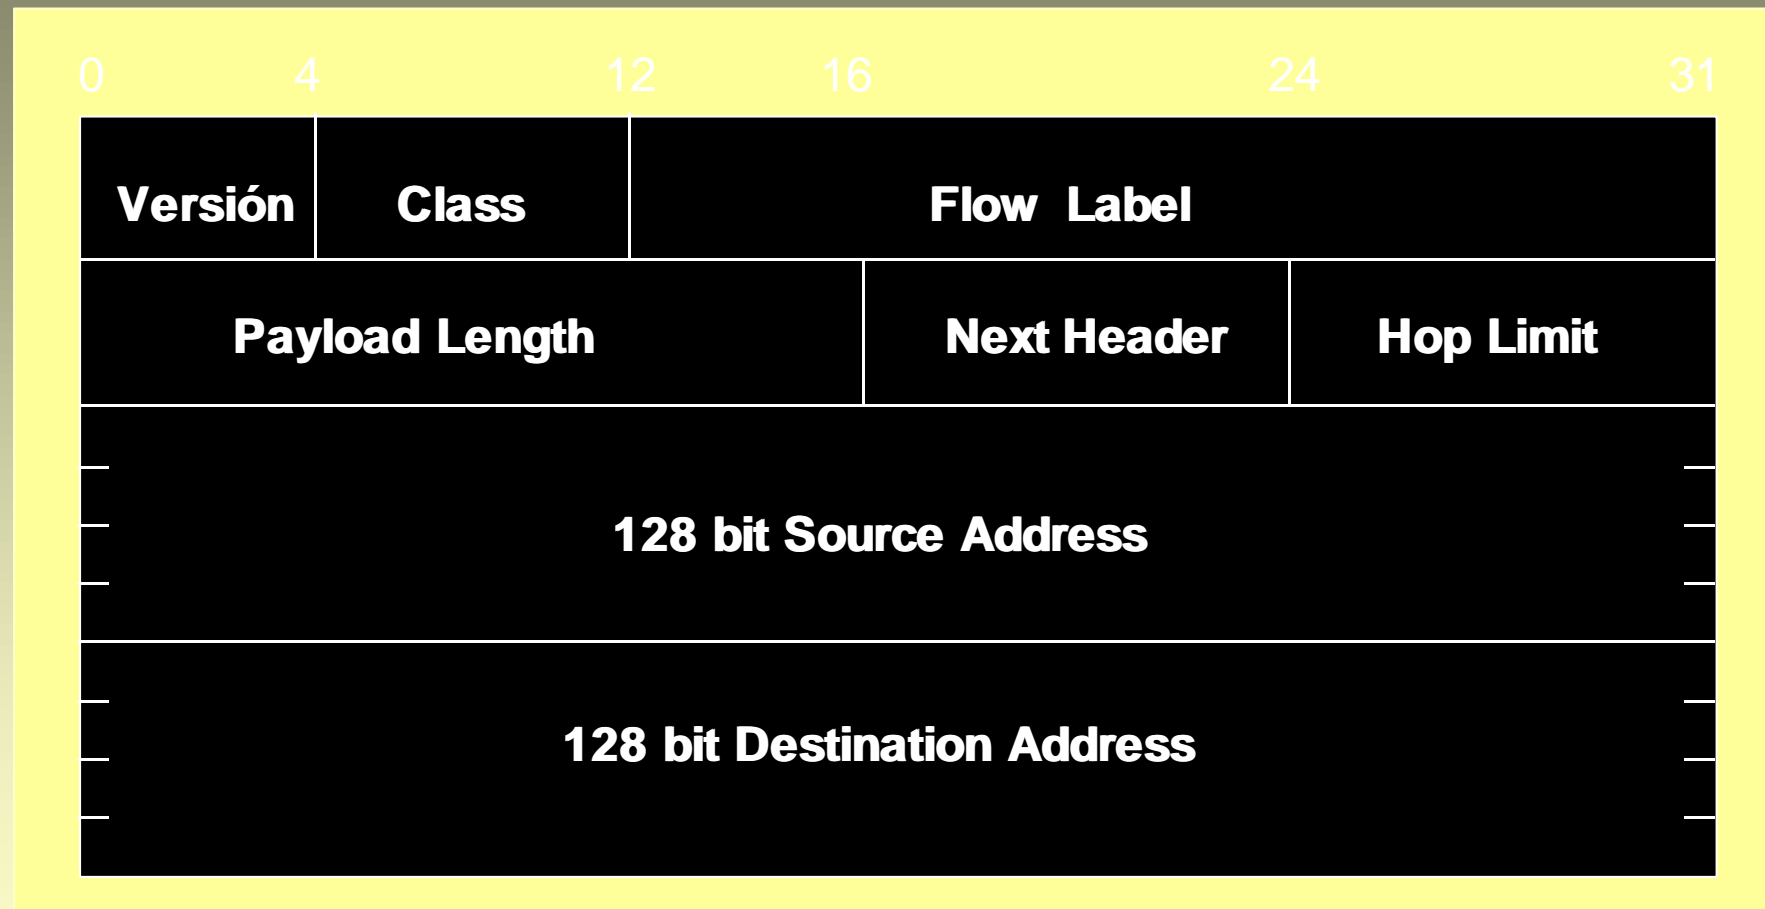 0 4 12 16 24 31
Versión Class Flow Label
Payload Length Next Header Hop Limit
128 bit Source Address
128 bit Destination Address